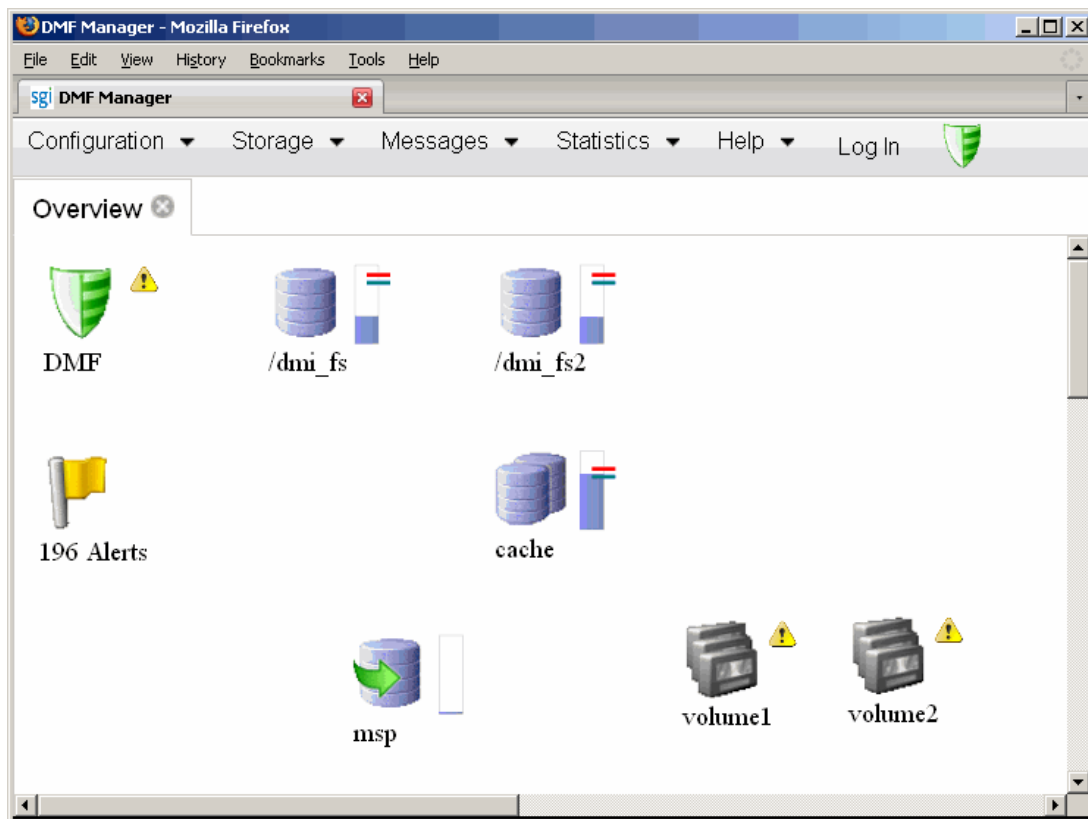 DMF Manager - Mozilla Firefox
File Edit View History Bookmarks Tools Help
sgi DMF Manager
Configuration Storage Messages Statistics Help Log In
Overview
DMF /dmi_fs /dmi_fs2
196 Alerts cache
msp volume1 volume2